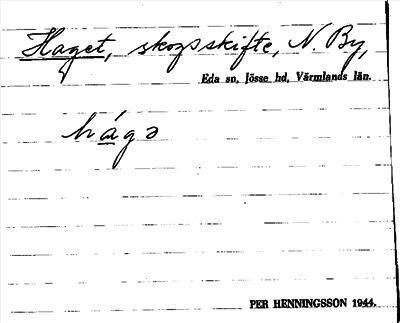 Haget, skogsskifte, N. By,
Eda sn, Jösse hd, Värmlands län.
hágə
PER HENNINGSSON 1944.